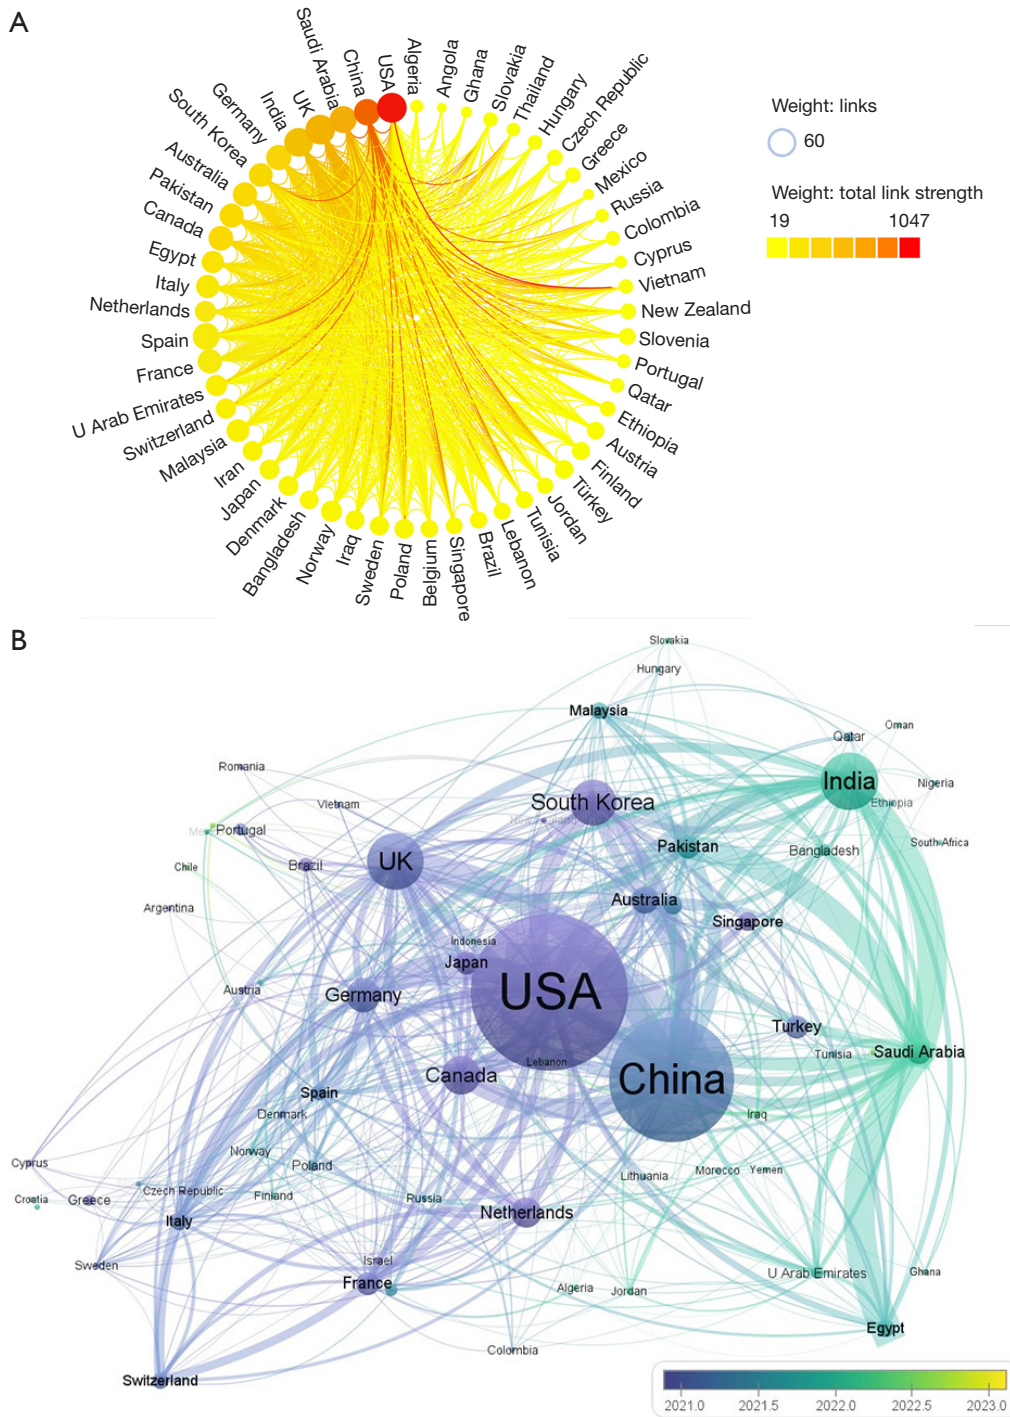 A
Saudi Arabia
China
USA
Algeria
Angola
Ghana
Slovakia
Thailand
Hungary
Czech Republic
Greece
Mexico
Russia
Colombia
Cyprus
Vietnam
New Zealand
Slovenia
Portugal
Qatar
Ethiopia
Austria
Finland
Türkey
Jordan
Tunisia
Lebanon
Brazil
Singapore
Belgium
Poland
Sweden
Iraq
Norway
Bangladesh
Denmark
Japan
Iran
Malaysia
Switzerland
U Arab Emirates
France
Spain
Netherlands
Italy
Egypt
Canada
Pakistan
Australia
South Korea
Germany
India
UK
Weight: links
60
Weight: total link strength
19 1047
B
Slovakia
Hungary
Malaysia
Oman
Qatar
Romania
India
Nigeria
Vietnam
South Korea
Ethiopia
New Zealand
Portugal
South Africa
Pakistan
Bangladesh
UK
Brazil
Chile
Australia
Argentina
Singapore
Indonesia
Japan
Austria
Germany
USA
Turkey
Tunisia
Saudi Arabia
Lebanon
Canada
China
Spain
Denmark
Iraq
Norway
Cyprus
Poland
Morocco
Yemen
Lithuania
Czech Republic
Croatia
Greece
Finland
Russia
Netherlands
Italy
Israel
Sweden
U Arab Emirates
Ghana
France
Algeria
Jordan
Egypt
Colombia
Switzerland
2021.0 2021.5 2022.0 2022.5 2023.0